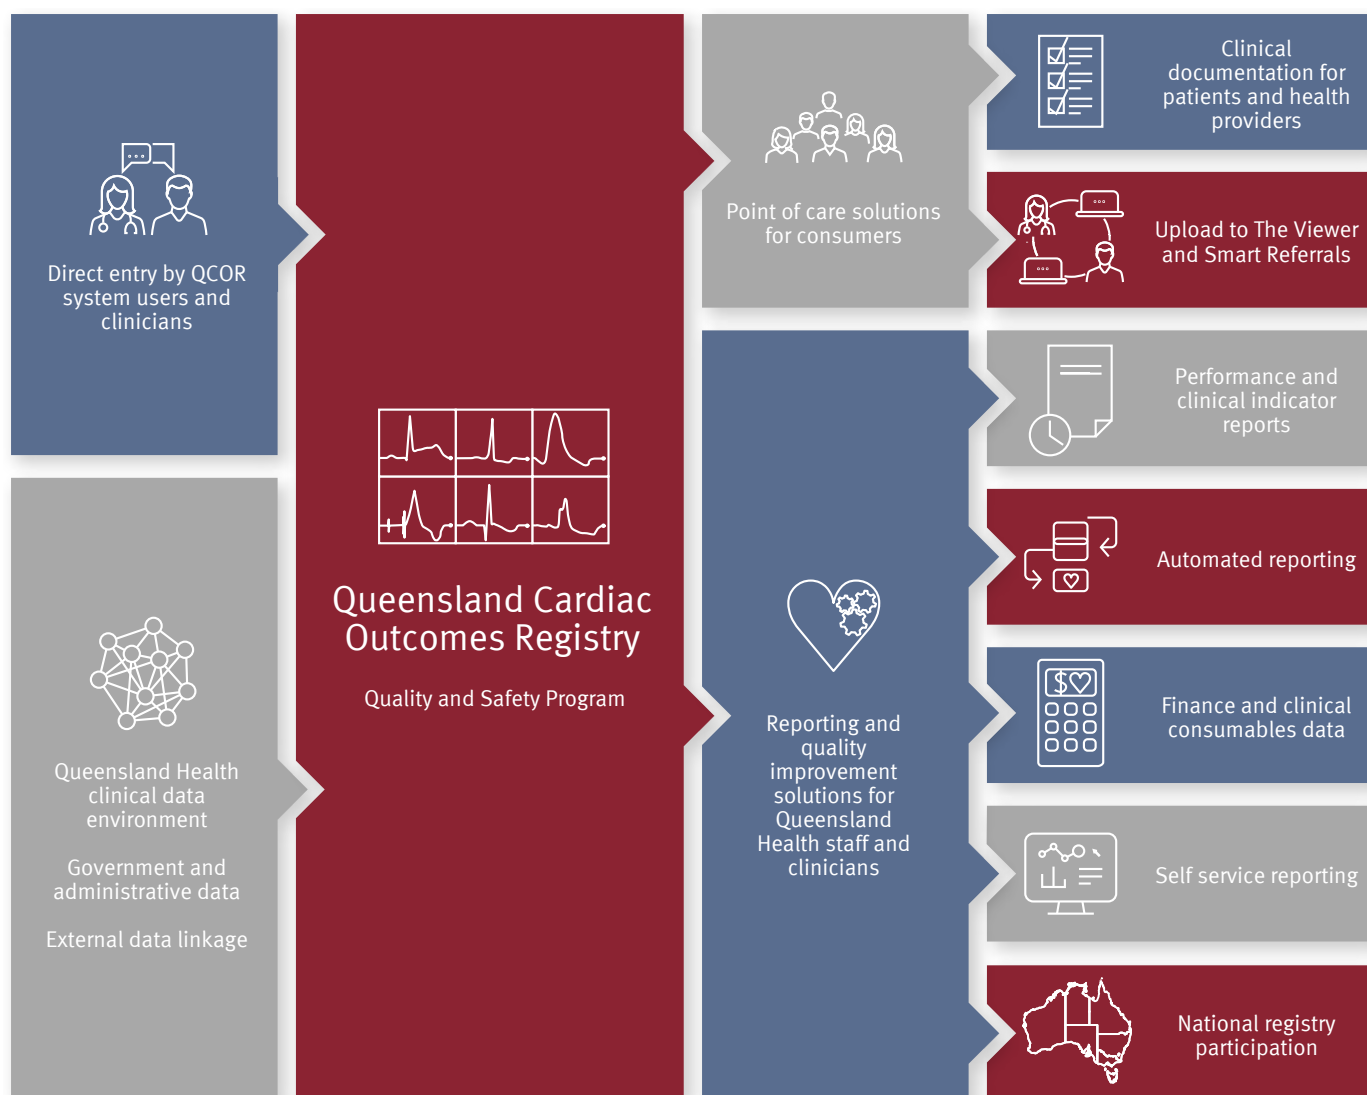 Direct entry by QCOR
system users and
clinicians
Queensland Health
clinical data
environment
Government and
administrative data
External data linkage
Queensland Cardiac
Outcomes Registry
Quality and Safety Program
Point of care solutions
for consumers
Reporting and
quality
improvement
solutions for
Queensland
Health staff and
clinicians
Clinical
documentation for
patients and health
providers
Upload to The Viewer
and Smart Referrals
Performance and
clinical indicator
reports
Automated reporting
$
Finance and clinical
consumables data
Self service reporting
National registry
participation